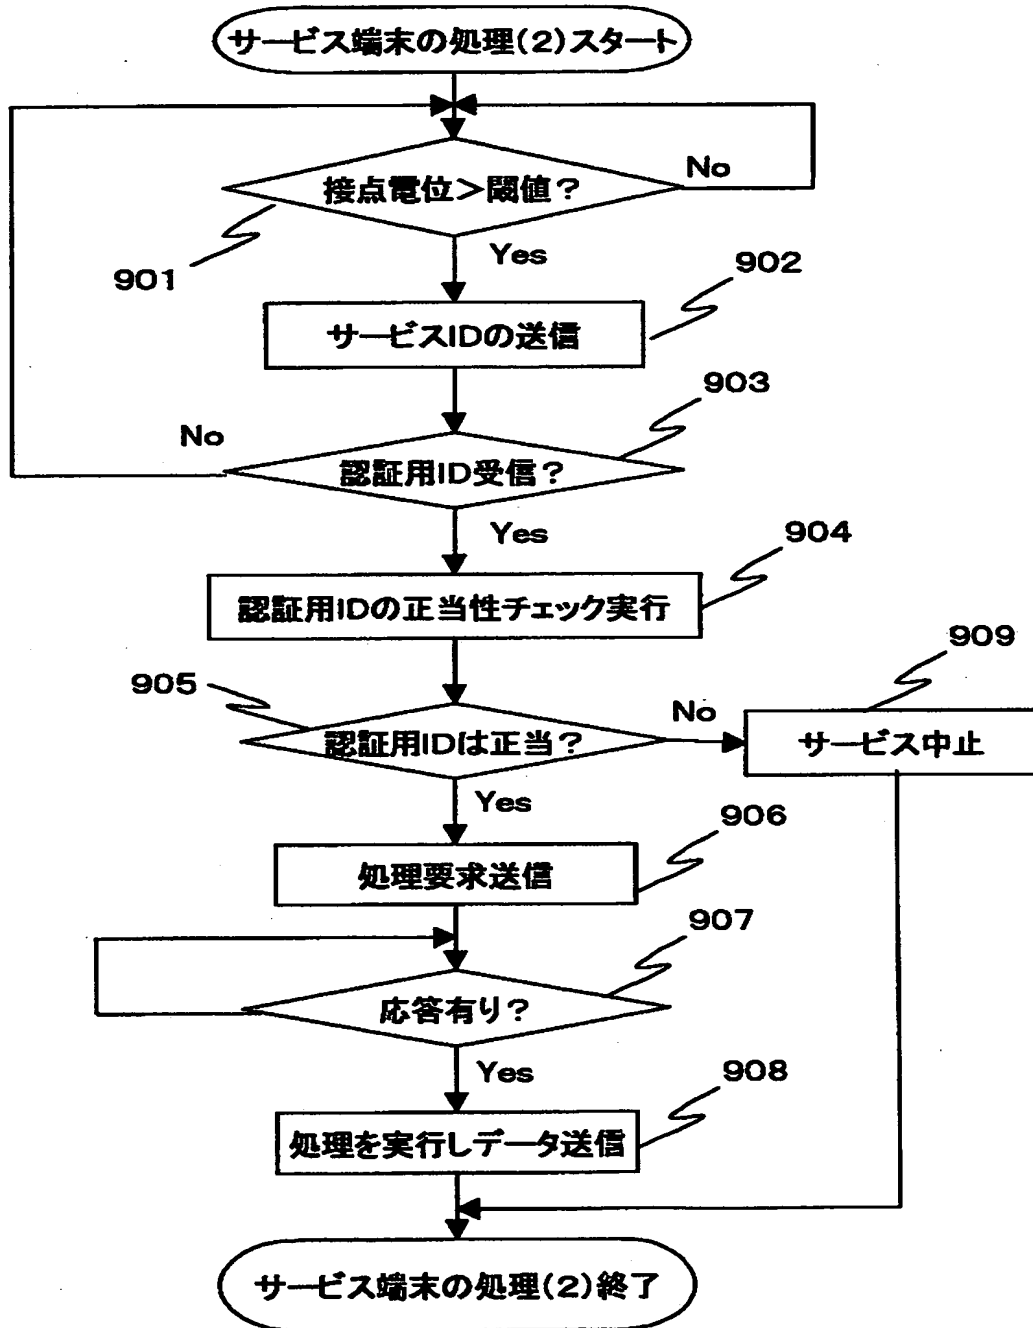 サービス端末の処理(2)スタート
接点電位>閾値?
No
901
Yes
902
サービスIDの送信
903
No
認証用ID受信?
Yes
904
認証用IDの正当性チェック実行
909
905
No
認証用IDは正当?
サービス中止
Yes
906
処理要求送信
907
応答有り?
Yes
908
処理を実行しデータ送信
サービス端末の処理(2)終了